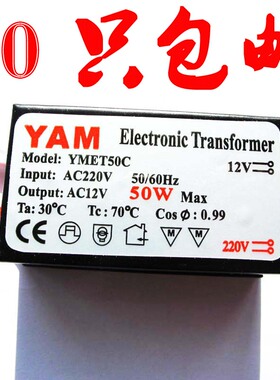 0 只包邮
YAM Electronic Transformer
Model: YMET50C
12V
Input: AC220V 50/60Hz
Output: AC12V 50W Max
Ta: 30℃ Tc: 70℃ Cos ϕ: 0.99
220V
CE
M M